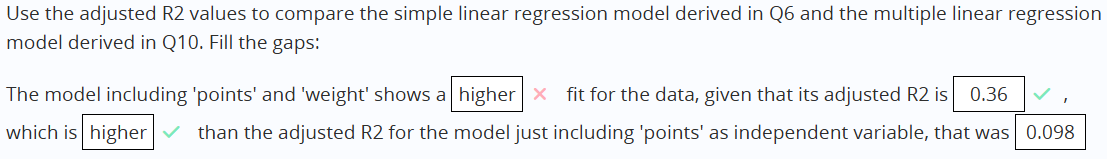 Use the adjusted R2 values to compare the simple linear regression model derived in Q6 and the multiple linear regression
model derived in Q10. Fill the gaps:
The model including 'points' and 'weight' shows a higher fit for the data, given that its adjusted R2 is 0.36 ,
which is higher than the adjusted R2 for the model just including 'points' as independent variable, that was 0.098